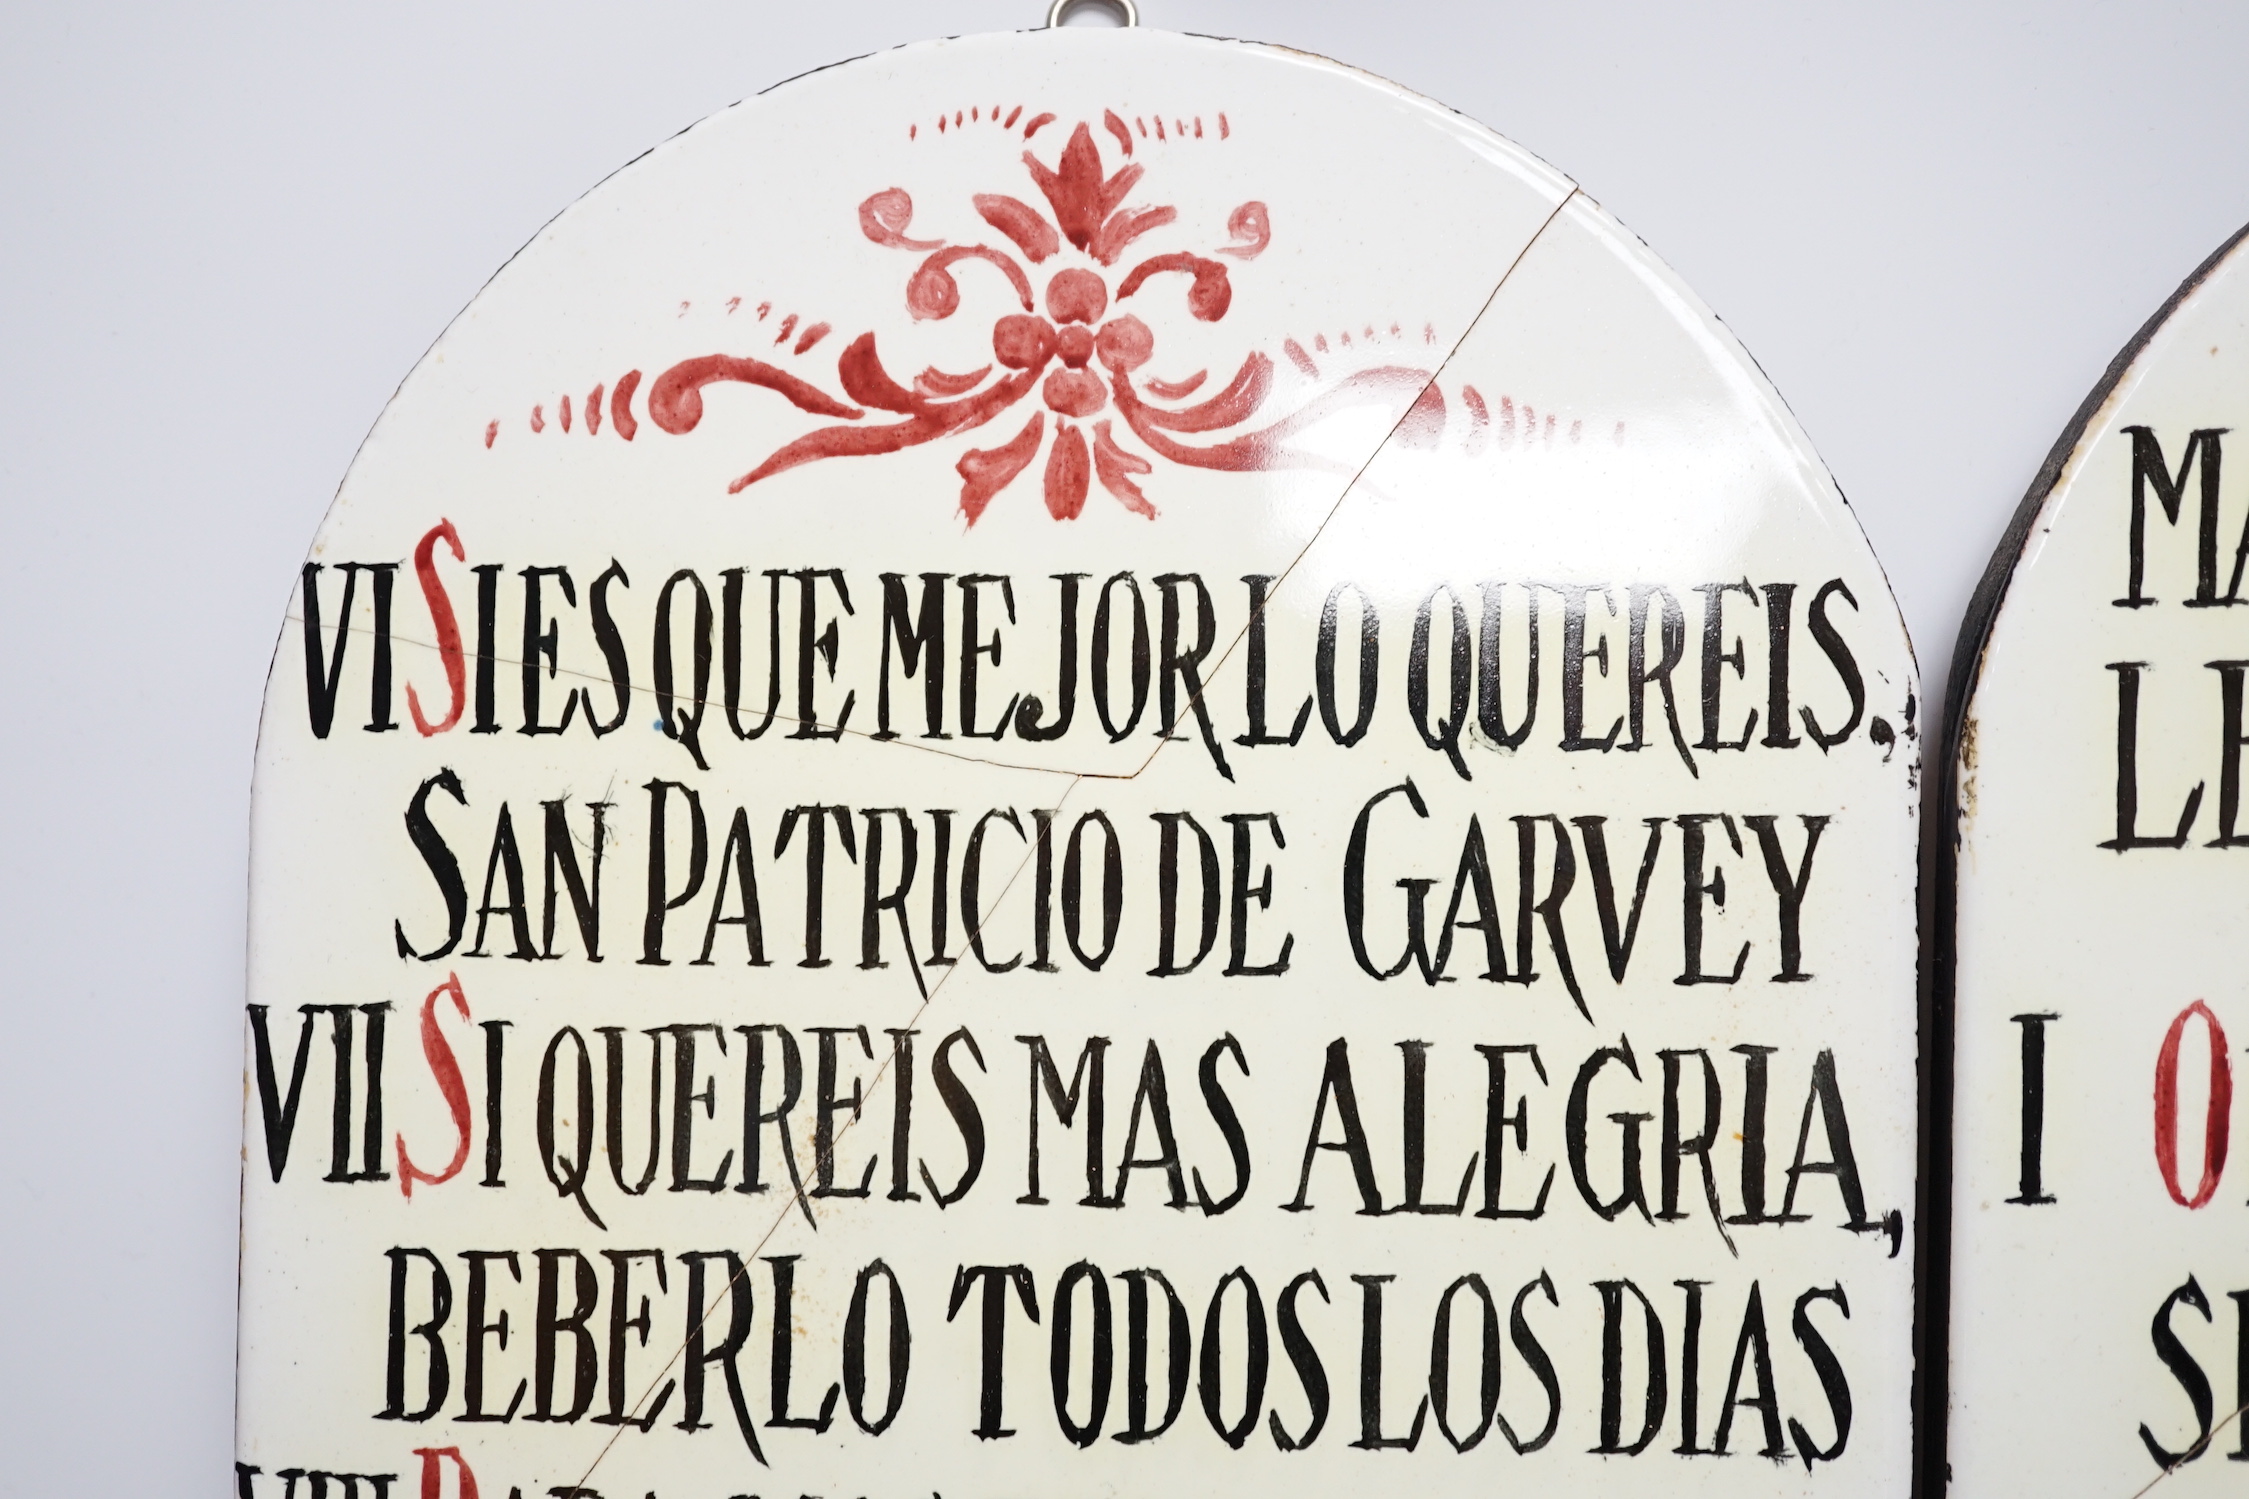 VI SI ES QUE MEJOR LO QUEREIS.,
SAN PATRICIO DE GARVEY
VII SI QUEREIS MAS ALEGRIA,
BEBERLO TODOS LOS DIAS
VIII
I